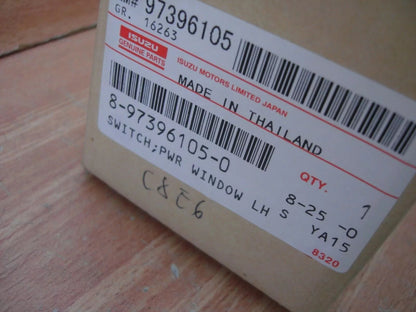 97396105
GR. 16263
ISUZU
GENUINE PARTS
ISUZU MOTORS LIMITED JAPAN
MADE IN THAILAND
8-97396105-0
SWITCH;PWR WINDOW LH S
QTY. 1
8-25 -0
YA15
8320